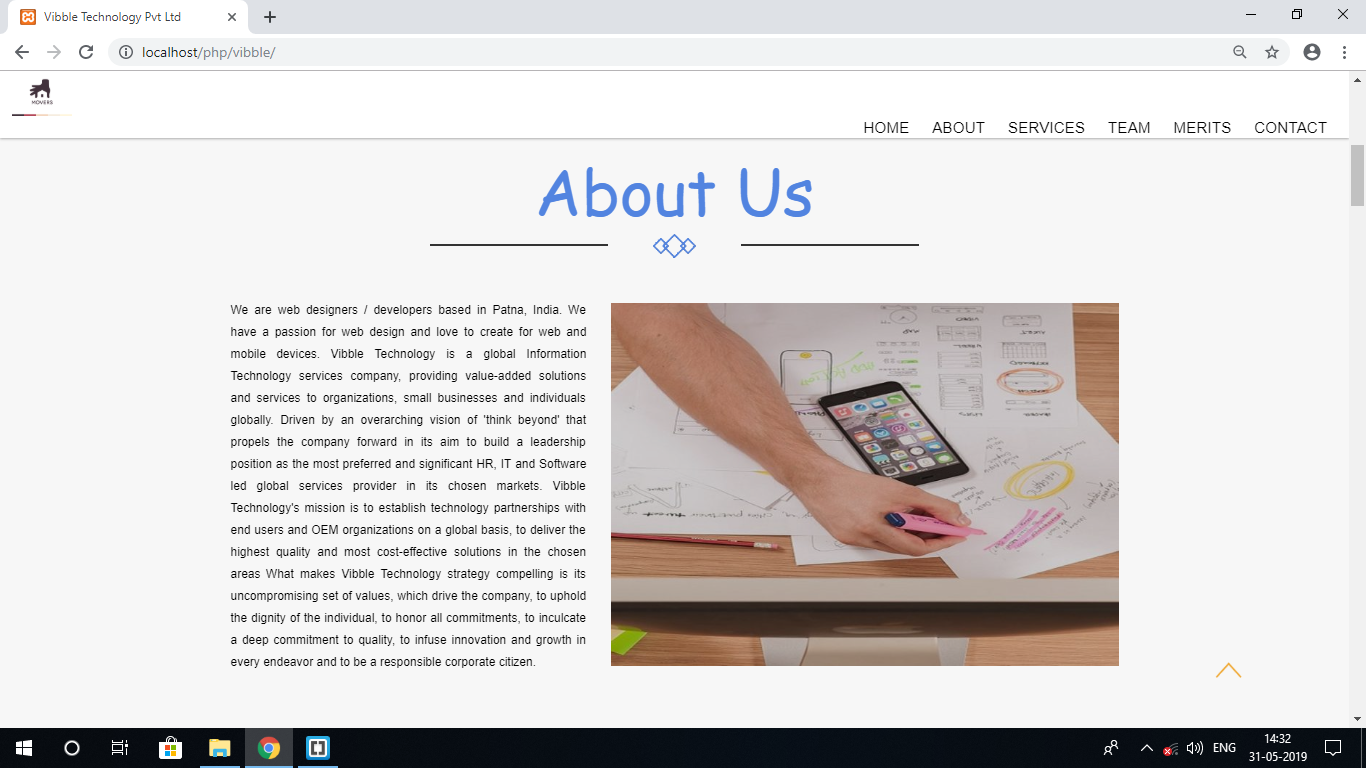 Vibble Technology Pvt Ltd
localhost/php/vibble/
MOVERS
HOME ABOUT SERVICES TEAM MERITS CONTACT
About Us
We are web designers / developers based in Patna, India. We
have a passion for web design and love to create for web and
mobile devices. Vibble Technology is a global Information
Technology services company, providing value-added solutions
and services to organizations, small businesses and individuals
globally. Driven by an overarching vision of 'think beyond' that
propels the company forward in its aim to build a leadership
position as the most preferred and significant HR, IT and Software
led global services provider in its chosen markets. Vibble
Technology's mission is to establish technology partnerships with
end users and OEM organizations on a global basis, to deliver the
highest quality and most cost-effective solutions in the chosen
areas What makes Vibble Technology strategy compelling is its
uncompromising set of values, which drive the company, to uphold
the dignity of the individual, to honor all commitments, to inculcate
a deep commitment to quality, to infuse innovation and growth in
every endeavor and to be a responsible corporate citizen.
ENG
14:32
31-05-2019